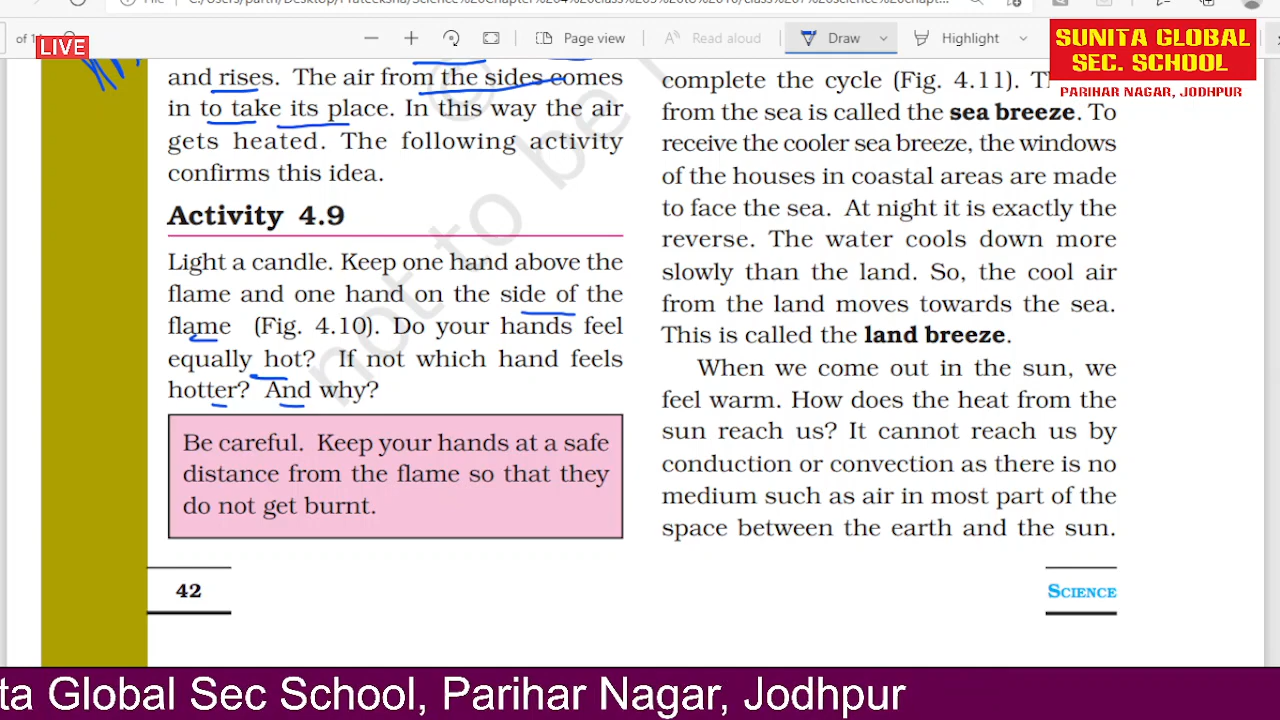 of 1
LIVE
Page view
Read aloud
Draw
Highlight
SUNITA GLOBAL
SEC. SCHOOL
PARIHAR NAGAR, JODHPUR
and rises. The air from the sides comes
in to take its place. In this way the air
gets heated. The following activity
confirms this idea.
Activity 4.9
Light a candle. Keep one hand above the
flame and one hand on the side of the
flame (Fig. 4.10). Do your hands feel
equally hot? If not which hand feels
hotter? And why?
Be careful. Keep your hands at a safe
distance from the flame so that they
do not get burnt.
42
complete the cycle (Fig. 4.11). Th
from the sea is called the sea breeze. To
receive the cooler sea breeze, the windows
of the houses in coastal areas are made
to face the sea. At night it is exactly the
reverse. The water cools down more
slowly than the land. So, the cool air
from the land moves towards the sea.
This is called the land breeze.
When we come out in the sun, we
feel warm. How does the heat from the
sun reach us? It cannot reach us by
conduction or convection as there is no
medium such as air in most part of the
space between the earth and the sun.
SCIENCE
not to be
ta Global Sec School, Parihar Nagar, Jodhpur